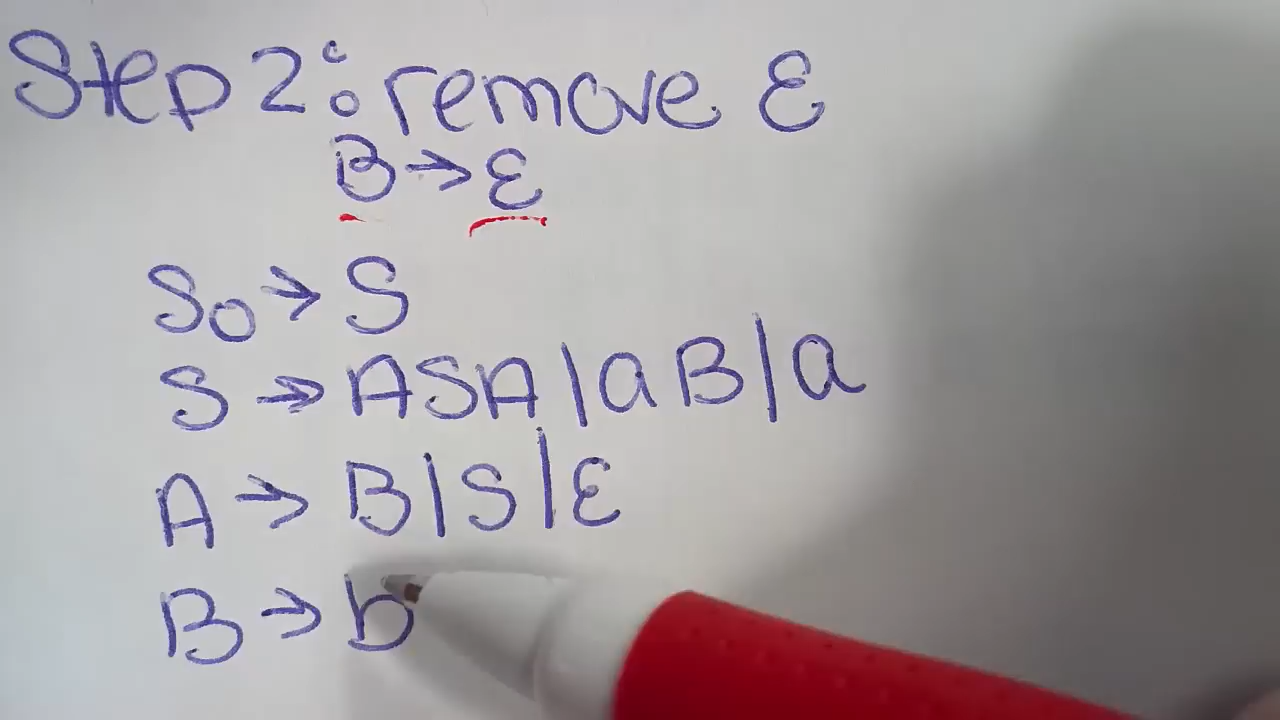 Step 2: remove ε
B → ε
S₀ → S
S → ASA | aB | a
A → B | S | ε
B → b